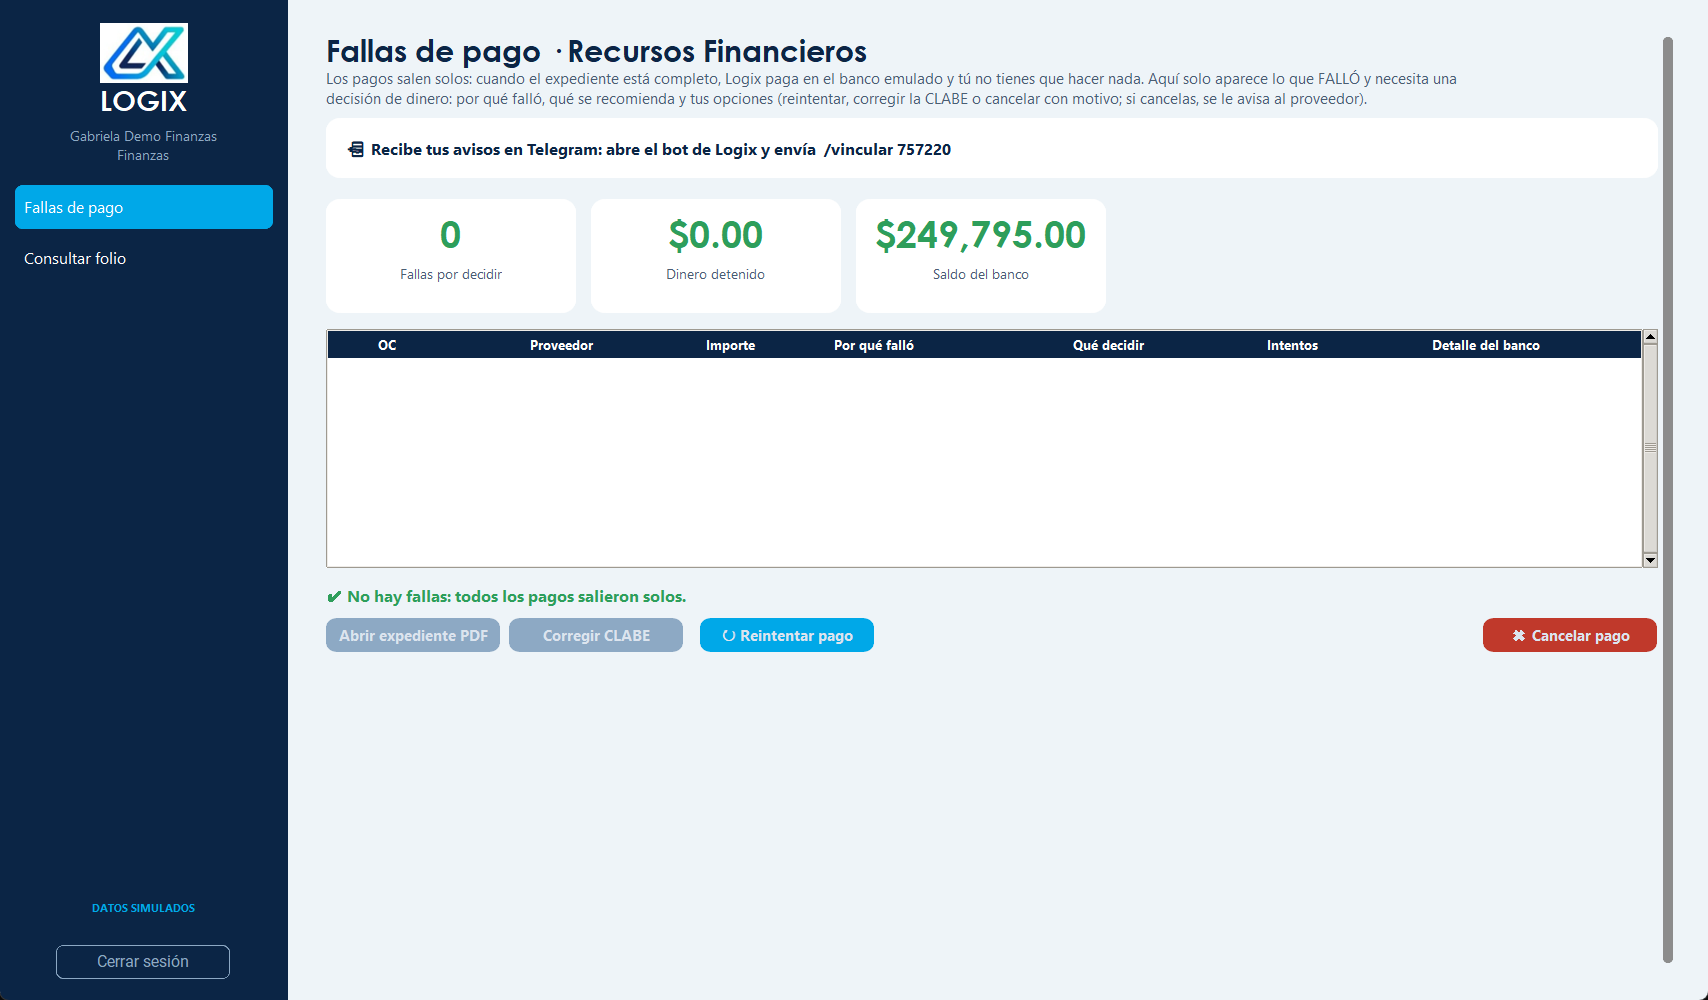 LOGIX
Gabriela Demo Finanzas
Finanzas
Fallas de pago
Consultar folio
DATOS SIMULADOS
Cerrar sesión
Fallas de pago · Recursos Financieros
Los pagos salen solos: cuando el expediente está completo, Logix paga en el banco emulado y tú no tienes que hacer nada. Aquí solo aparece lo que FALLÓ y necesita una
decisión de dinero: por qué falló, qué se recomienda y tus opciones (reintentar, corregir la CLABE o cancelar con motivo; si cancelas, se le avisa al proveedor).
Recibe tus avisos en Telegram: abre el bot de Logix y envía /vincular 757220
0
Fallas por decidir
$0.00
Dinero detenido
$249,795.00
Saldo del banco
OC Proveedor Importe Por qué falló Qué decidir Intentos Detalle del banco
✔ No hay fallas: todos los pagos salieron solos.
Abrir expediente PDF
Corregir CLABE
↻ Reintentar pago
✖ Cancelar pago